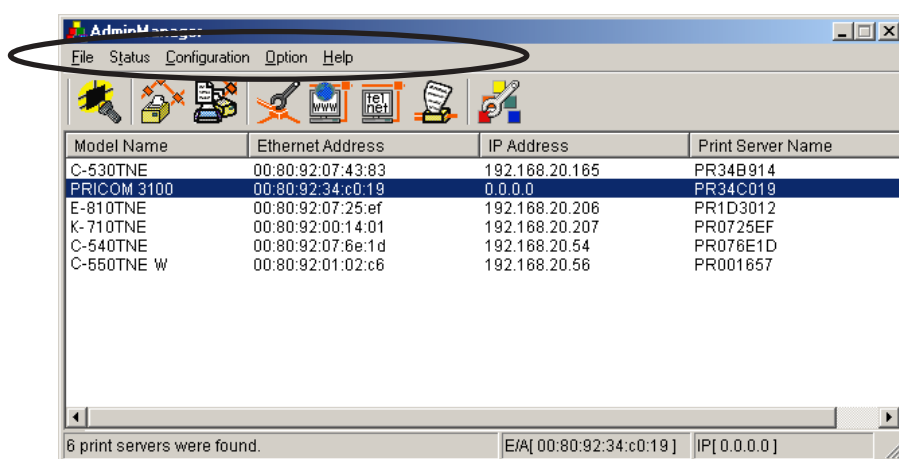 AdminManager
File Status Configuration Option Help
www tel net
Model Name Ethernet Address IP Address Print Server Name
C-530TNE 00:80:92:07:43:83 192.168.20.165 PR34B914
PRICOM 3100 00:80:92:34:c0:19 0.0.0.0 PR34C019
E-810TNE 00:80:92:07:25:ef 192.168.20.206 PR1D3012
K-710TNE 00:80:92:00:14:01 192.168.20.207 PR0725EF
C-540TNE 00:80:92:07:6e:1d 192.168.20.54 PR076E1D
C-550TNE W 00:80:92:01:02:c6 192.168.20.56 PR001657
6 print servers were found. E/A[ 00:80:92:34:c0:19 ] IP[ 0.0.0.0 ]